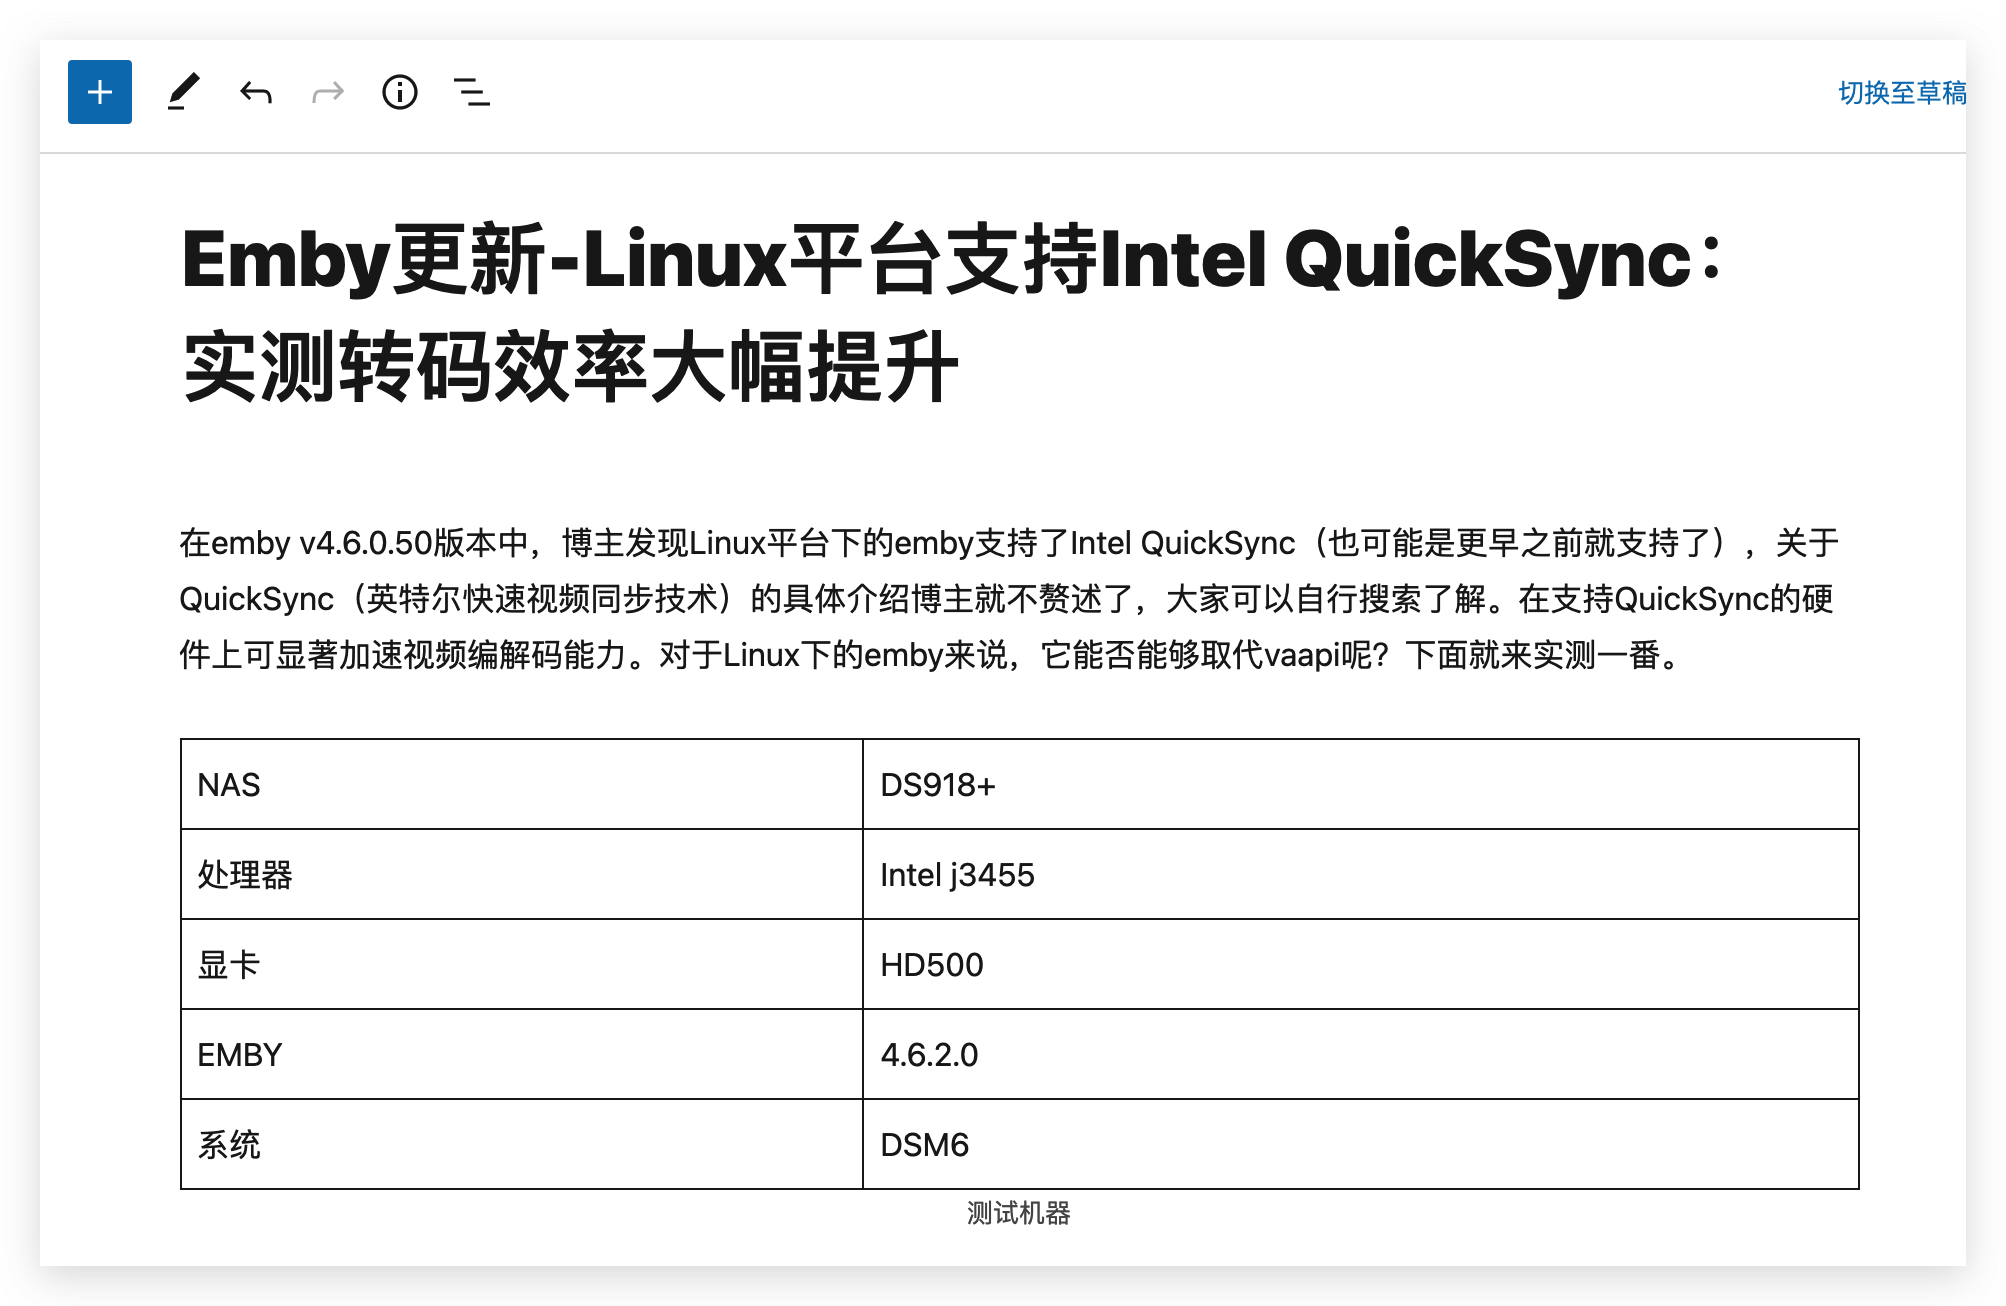 切换至草稿
Emby更新-Linux平台支持Intel QuickSync：
实测转码效率大幅提升
在emby v4.6.0.50版本中，博主发现Linux平台下的emby支持了Intel QuickSync（也可能是更早之前就支持了），关于
QuickSync（英特尔快速视频同步技术）的具体介绍博主就不赘述了，大家可以自行搜索了解。在支持QuickSync的硬
件上可显著加速视频编解码能力。对于Linux下的emby来说，它能否能够取代vaapi呢？下面就来实测一番。
NAS DS918+
处理器 Intel j3455
显卡 HD500
EMBY 4.6.2.0
系统 DSM6
测试机器